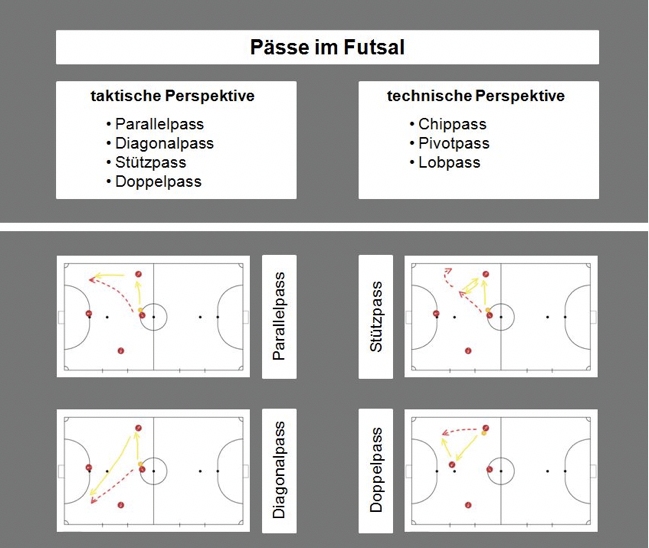 Pässe im Futsal
taktische Perspektive
• Parallelpass
• Diagonalpass
• Stützpass
• Doppelpass
technische Perspektive
• Chippass
• Pivotpass
• Lobpass
Parallelpass
Stützpass
Diagonalpass
Doppelpass